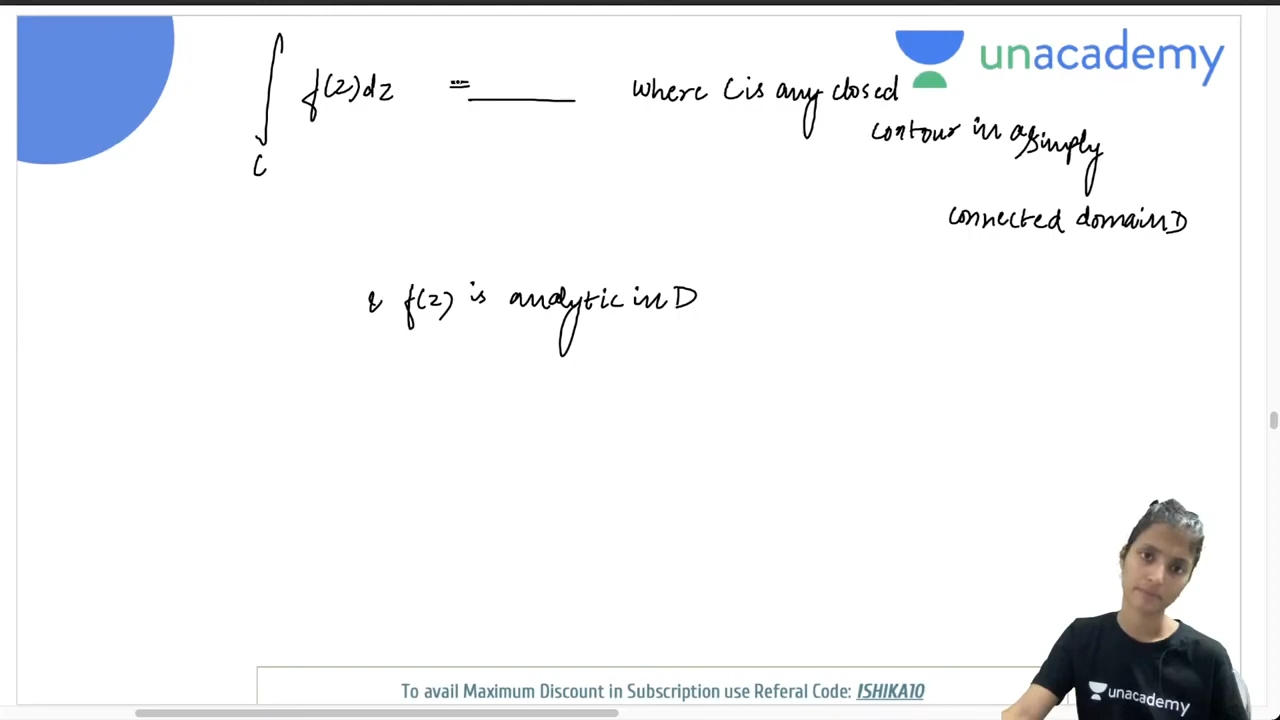 ∫ f(z)dz = ______ where C is any closed
C
contour in a simply
connected domain D
& f(z) is analytic in D
unacademy
To avail Maximum Discount in Subscription use Referal Code: ISHIKA10
unacademy